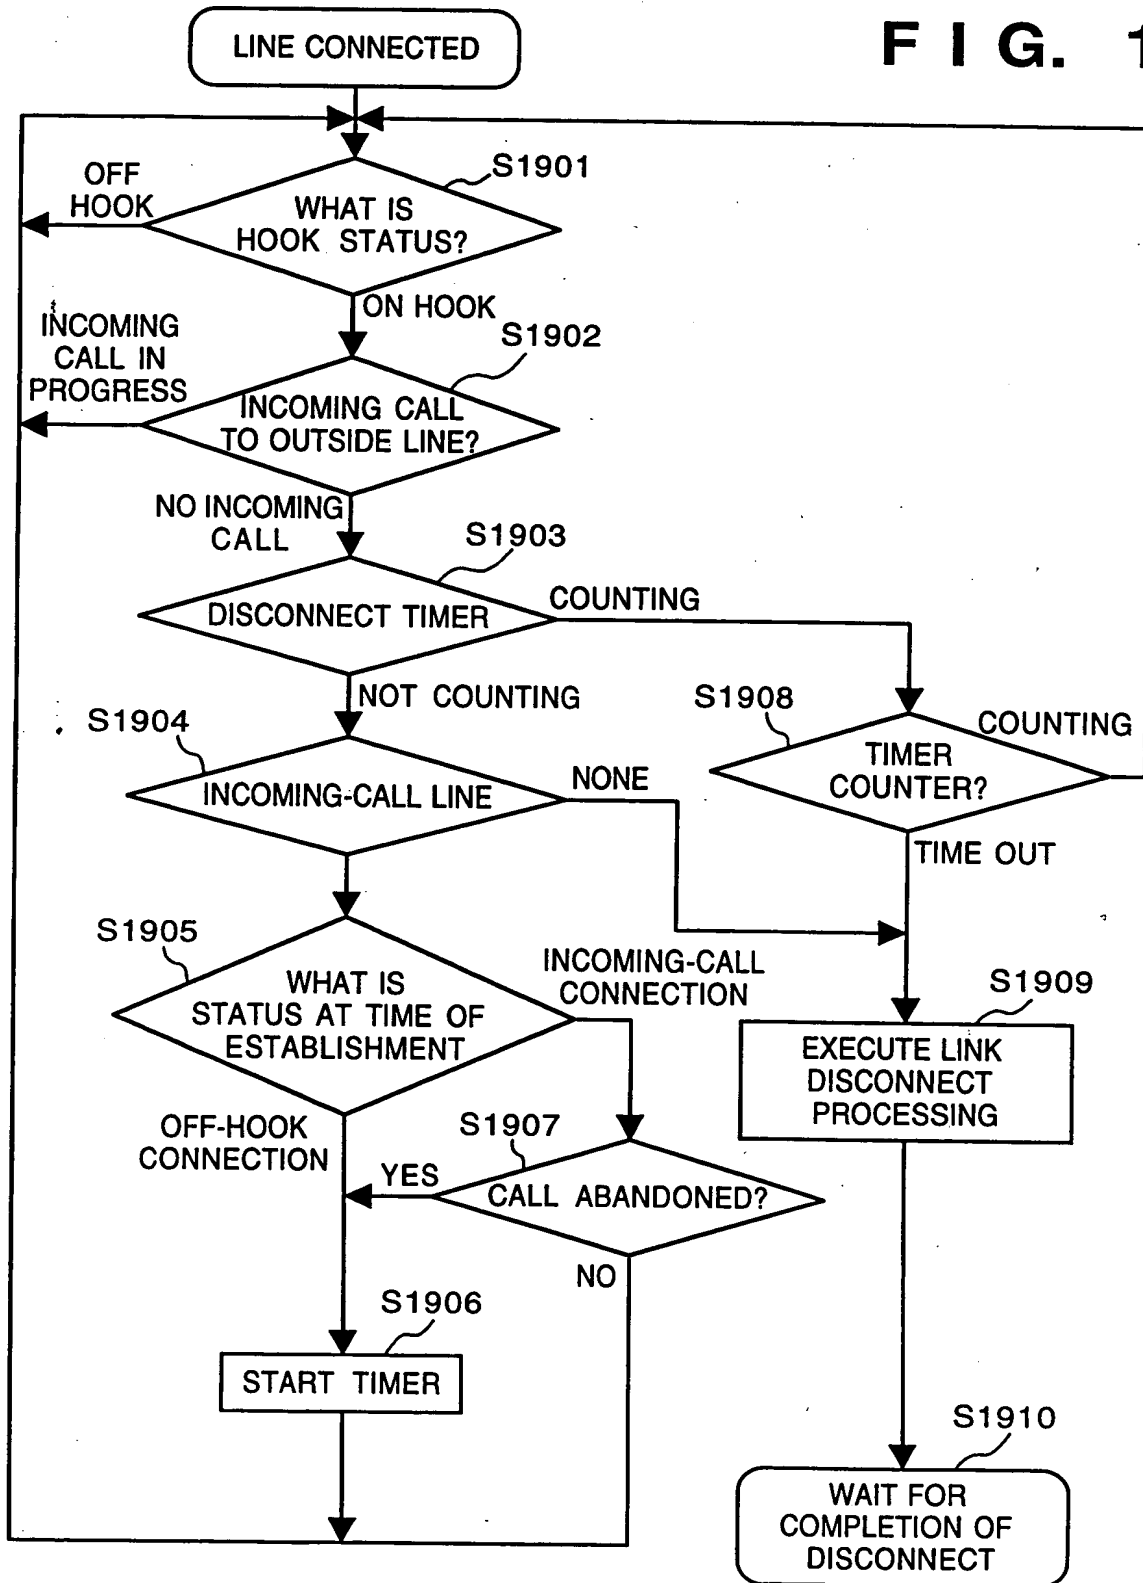 LINE CONNECTED
FIG. 1
S1901
OFF
HOOK
WHAT IS
HOOK STATUS?
ON HOOK
INCOMING
CALL IN
PROGRESS
S1902
INCOMING CALL
TO OUTSIDE LINE?
NO INCOMING
CALL
S1903
DISCONNECT TIMER
COUNTING
NOT COUNTING
S1904
INCOMING-CALL LINE
NONE
S1908
COUNTING
TIMER
COUNTER?
TIME OUT
S1905
WHAT IS
STATUS AT TIME OF
ESTABLISHMENT
INCOMING-CALL
CONNECTION
S1909
EXECUTE LINK
DISCONNECT
PROCESSING
OFF-HOOK
CONNECTION
S1907
YES
CALL ABANDONED?
NO
S1906
START TIMER
S1910
WAIT FOR
COMPLETION OF
DISCONNECT